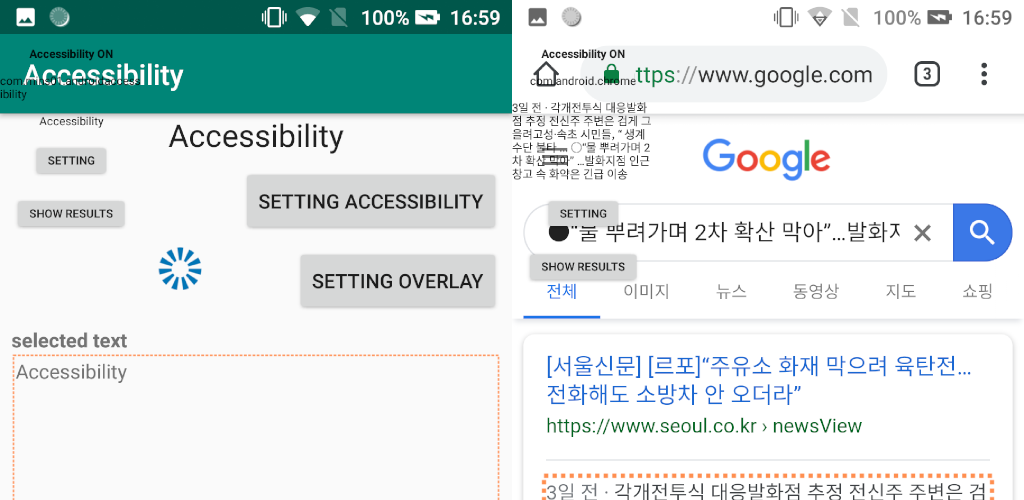 100% 16:59
Accessibility ON
Accessibility
com.mins01.androidaccess
ibility
Accessibility
Accessibility
SETTING
SETTING ACCESSIBILITY
SHOW RESULTS
SETTING OVERLAY
selected text
Accessibility
100% 16:59
Accessibility ON
ttps://www.google.com
3
com.android.chrome
3일 전 · 각개전투식 대응발화
점 추정 전신주 주변은 검게 그
을려고성·속초 시민들, “ 생계
수단 불타 ... ○“물 뿌려가며 2
차 확산 막아” ...발화지점 인근
창고 속 화약은 긴급 이송
Google
SETTING
●“물 뿌려가며 2차 확산 막아”...발화지
SHOW RESULTS
전체 이미지 뉴스 동영상 지도 쇼핑
[서울신문] [르포]“주유소 화재 막으려 육탄전...
전화해도 소방차 안 오더라”
https://www.seoul.co.kr › newsView
3일 전 · 각개전투식 대응발화점 추정 전신주 주변은 검